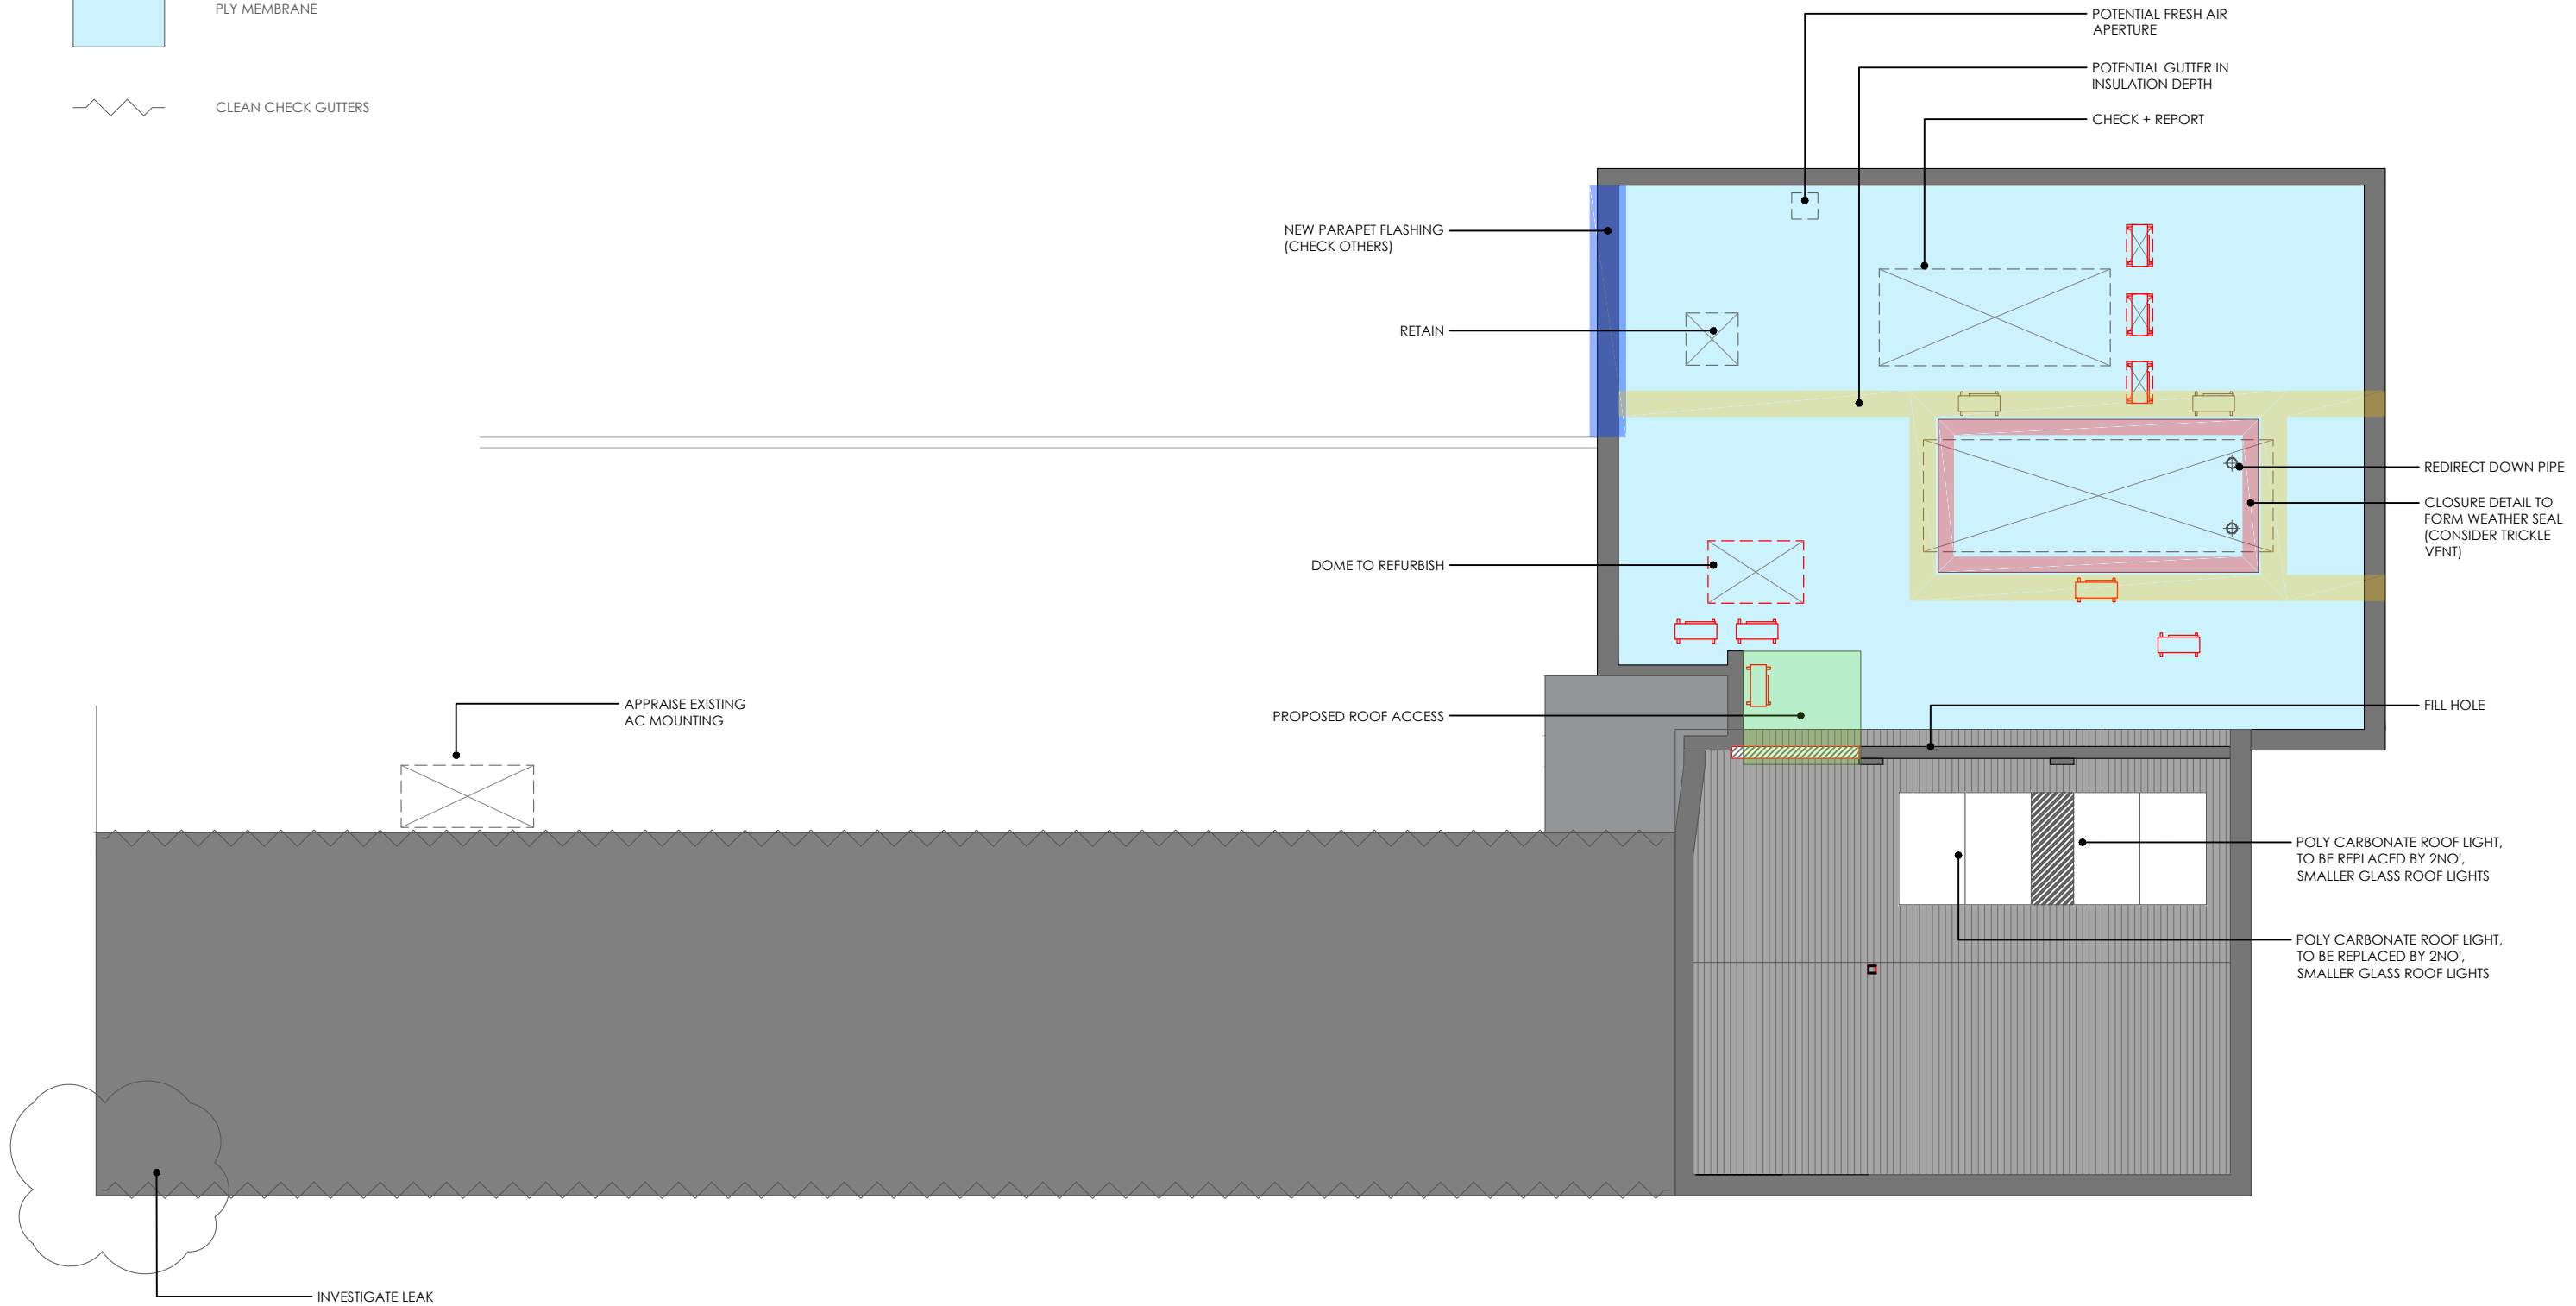 PLY MEMBRANE
CLEAN CHECK GUTTERS
POTENTIAL FRESH AIR
APERTURE
POTENTIAL GUTTER IN
INSULATION DEPTH
CHECK + REPORT
NEW PARAPET FLASHING
(CHECK OTHERS)
RETAIN
REDIRECT DOWN PIPE
CLOSURE DETAIL TO
FORM WEATHER SEAL
(CONSIDER TRICKLE
VENT)
DOME TO REFURBISH
APPRAISE EXISTING
AC MOUNTING
PROPOSED ROOF ACCESS
FILL HOLE
POLY CARBONATE ROOF LIGHT,
TO BE REPLACED BY 2NO',
SMALLER GLASS ROOF LIGHTS
POLY CARBONATE ROOF LIGHT,
TO BE REPLACED BY 2NO',
SMALLER GLASS ROOF LIGHTS
INVESTIGATE LEAK